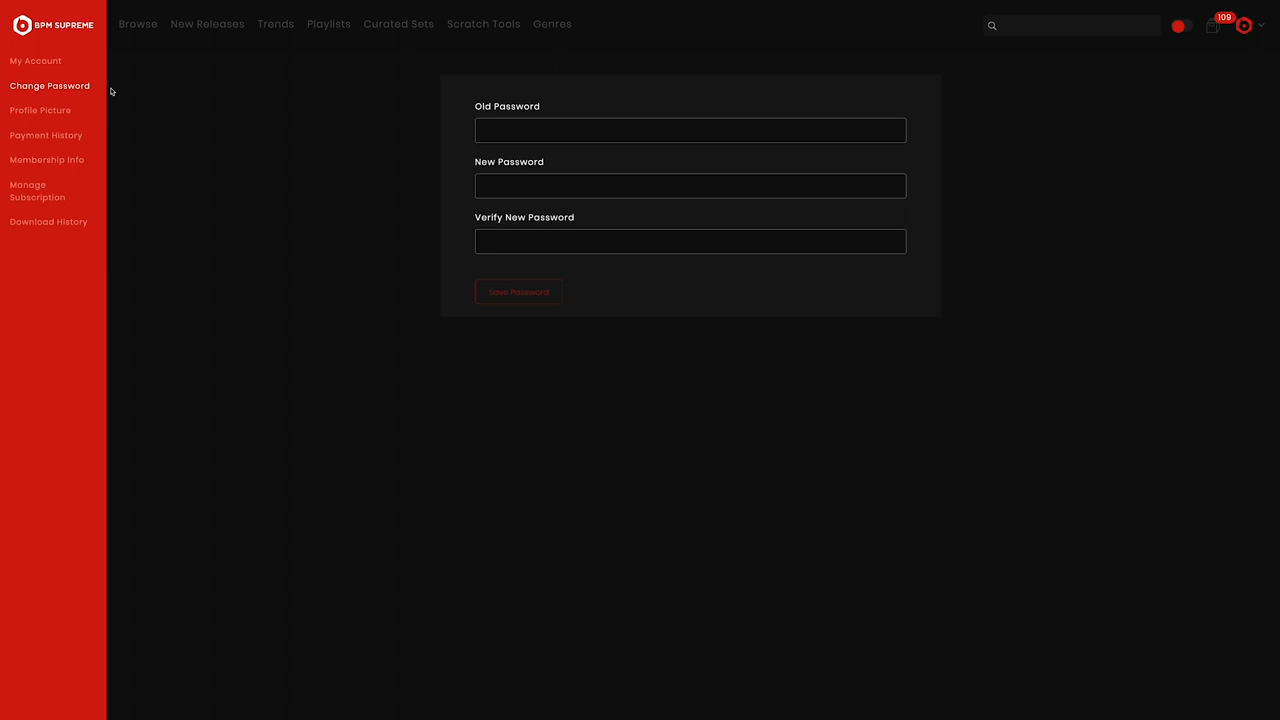 BPM SUPREME
Browse New Releases Trends Playlists Curated Sets Scratch Tools Genres
109
My Account
Change Password
Profile Picture
Payment History
Membership Info
Manage
Subscription
Download History
Old Password
New Password
Verify New Password
Save Password